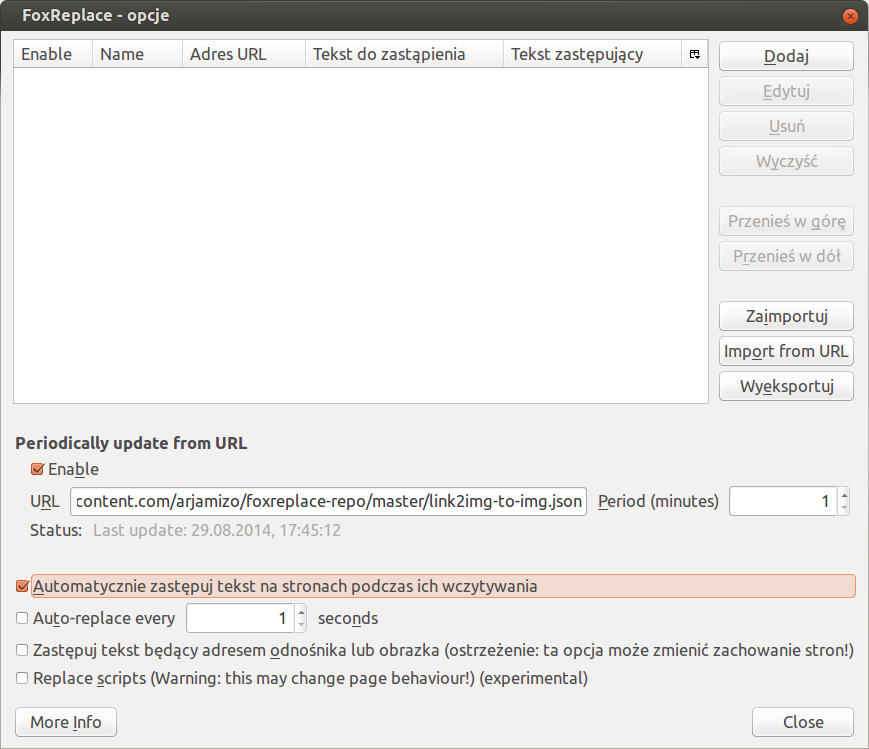 FoxReplace - opcje
Enable Name Adres URL Tekst do zastąpienia Tekst zastępujący
Dodaj
Edytuj
Usuń
Wyczyść
Przenieś w górę
Przenieś w dół
Zaimportuj
Import from URL
Wyeksportuj
Periodically update from URL
Enable
URL content.com/arjamizo/foxreplace-repo/master/link2img-to-img.json Period (minutes) 1
Status: Last update: 29.08.2014, 17:45:12
Automatycznie zastępuj tekst na stronach podczas ich wczytywania
Auto-replace every 1 seconds
Zastępuj tekst będący adresem odnośnika lub obrazka (ostrzeżenie: ta opcja może zmienić zachowanie stron!)
Replace scripts (Warning: this may change page behaviour!) (experimental)
More Info Close